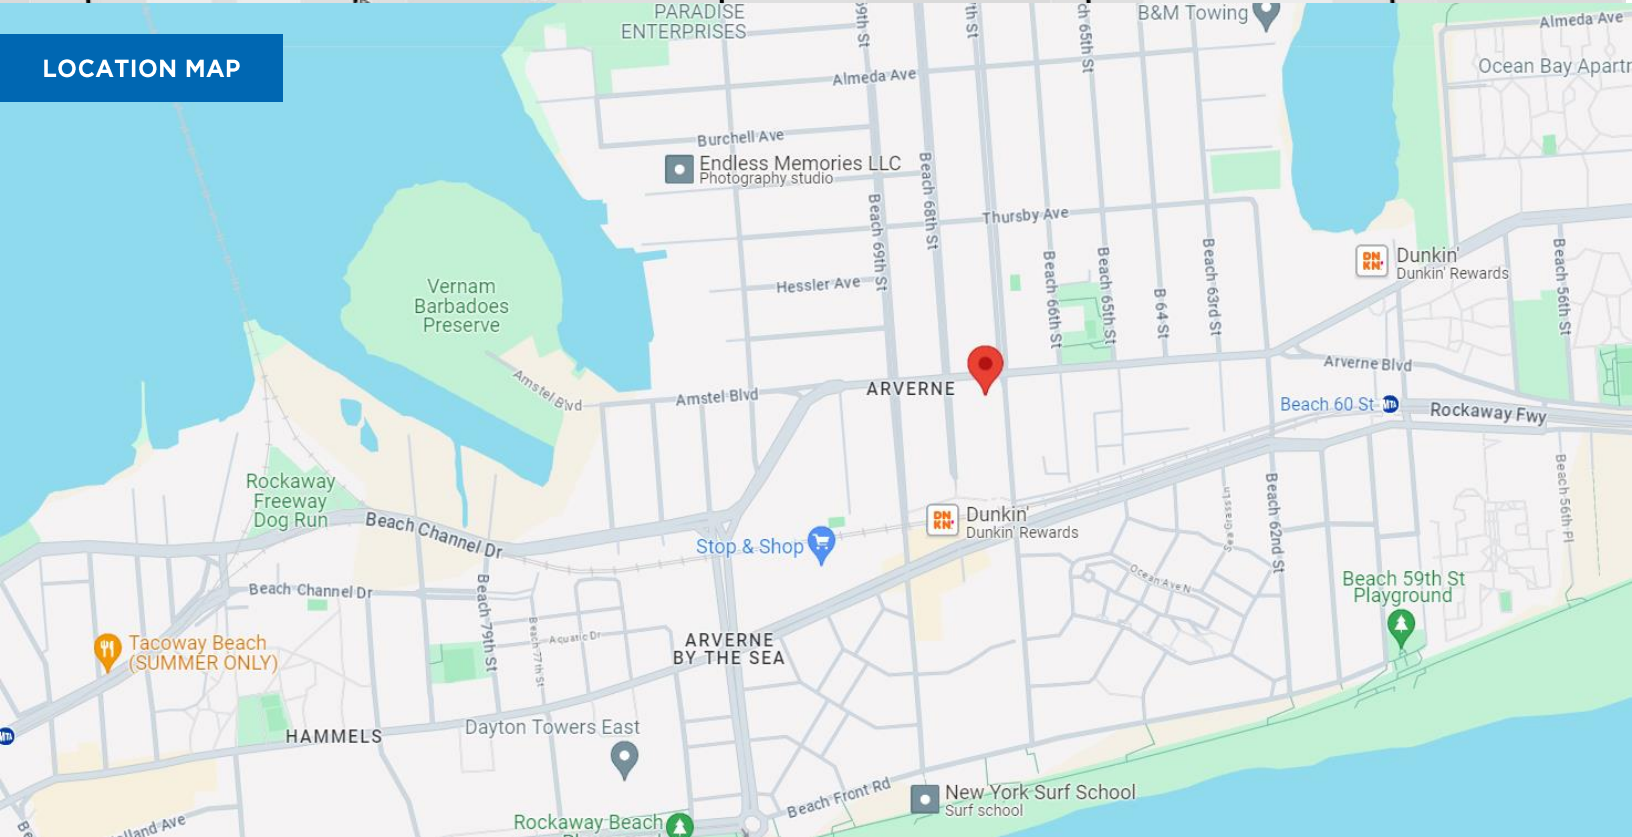 PARADISE
ENTERPRISES
B&M Towing
Almeda Ave
LOCATION MAP
Ocean Bay Apartr
Almeda Ave
Burchell Ave
Endless Memories LLC
Photography studio
Beach 68th St
Beach 69th St
Thursby Ave
Beach 66th St
Beach 65th St
B 64 St
Beach 63rd St
Dunkin'
Dunkin' Rewards
Beach 56th St
Vernam
Barbadoes
Preserve
Hessler Ave
Amstel Blvd
Amstel Blvd
ARVERNE
Arverne Blvd
Beach 60 St
MTA
Rockaway Fwy
Rockaway
Freeway
Dog Run
Beach Channel Dr
Stop & Shop
Dunkin'
Dunkin' Rewards
Beach 62nd St
Beach 56th Pl
Ocean Ave N
Beach 59th St
Playground
Beach Channel Dr
Beach 79th St
Beach 77th St
Aquatic Dr
Tacoway Beach
(SUMMER ONLY)
ARVERNE
BY THE SEA
HAMMELS
Dayton Towers East
Beach Front Rd
New York Surf School
Surf school
Rockaway Beach